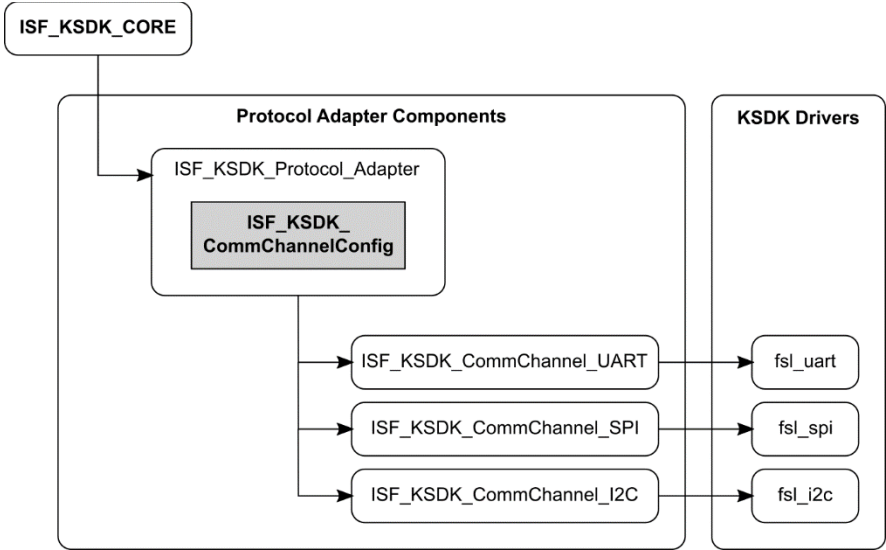 ISF_KSDK_CORE
Protocol Adapter Components
KSDK Drivers
ISF_KSDK_Protocol_Adapter
ISF_KSDK_
CommChannelConfig
ISF_KSDK_CommChannel_UART
fsl_uart
ISF_KSDK_CommChannel_SPI
fsl_spi
ISF_KSDK_CommChannel_I2C
fsl_i2c